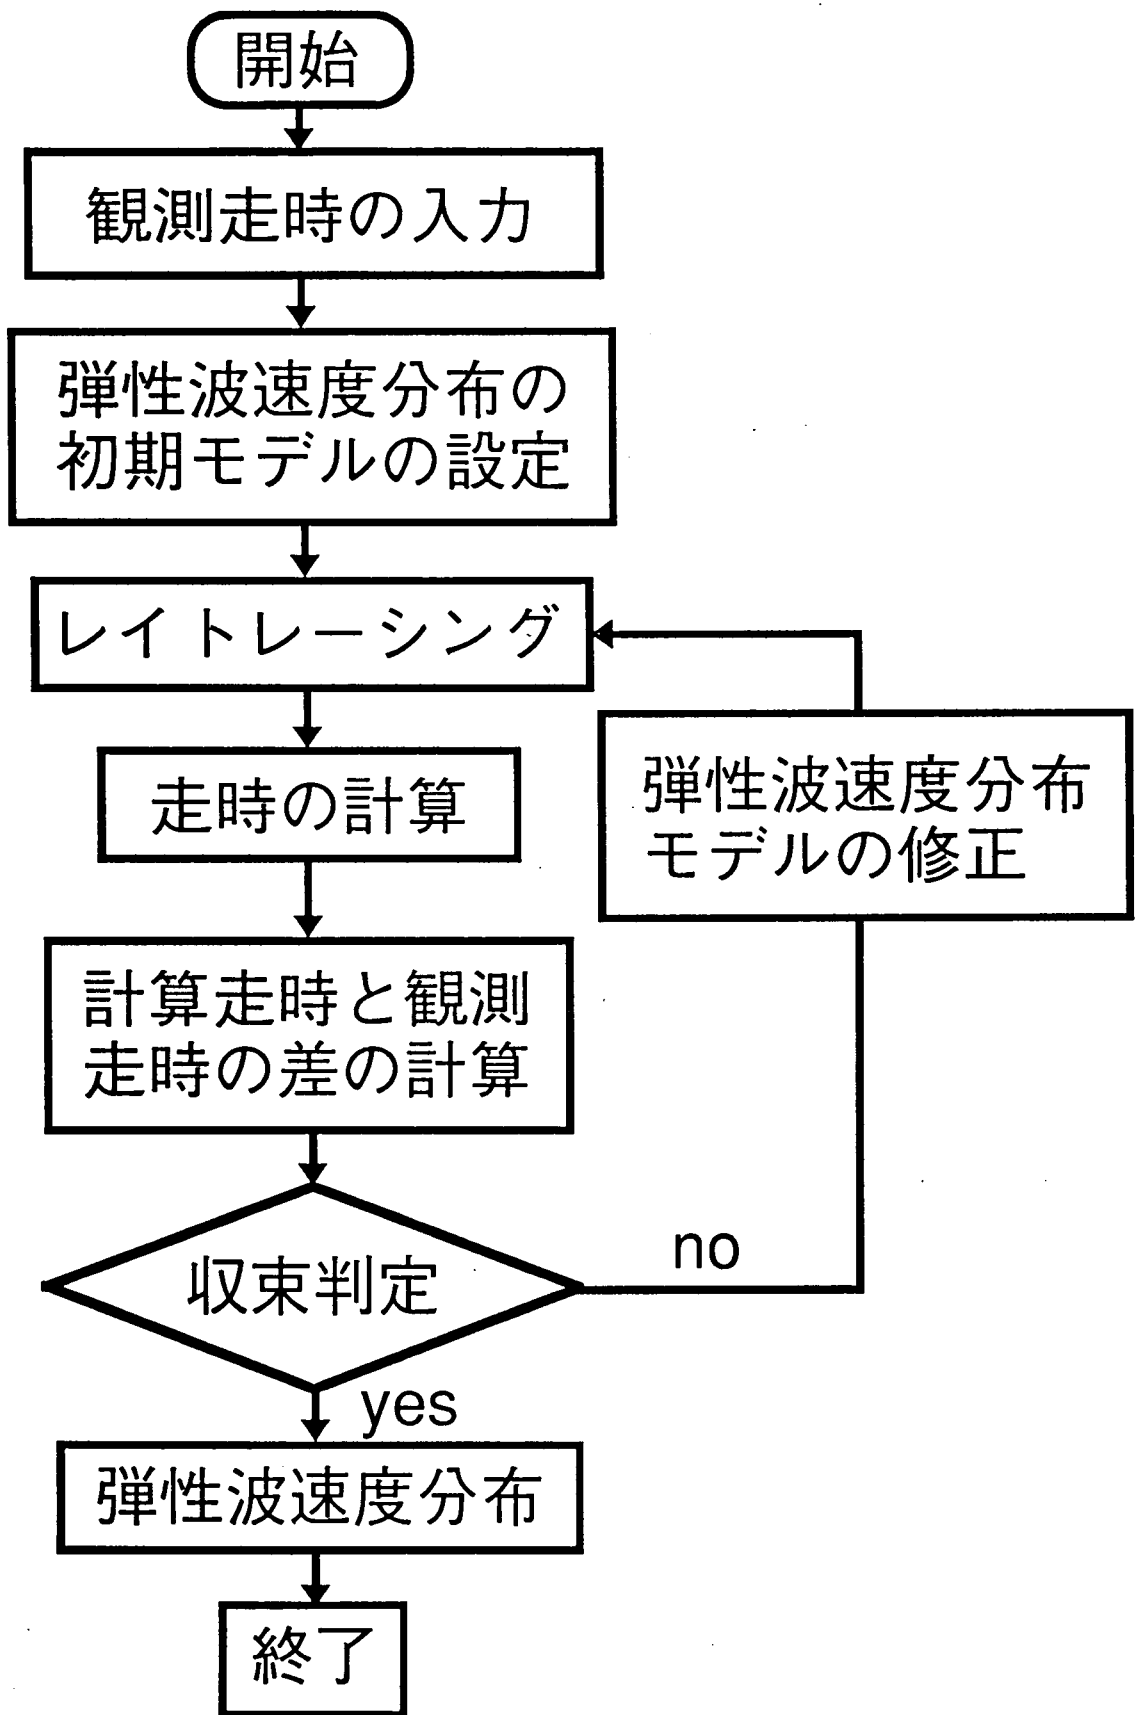 開始
観測走時の入力
弾性波速度分布の
初期モデルの設定
レイトレーシング
走時の計算
弾性波速度分布
モデルの修正
計算走時と観測
走時の差の計算
収束判定
no
yes
弾性波速度分布
終了